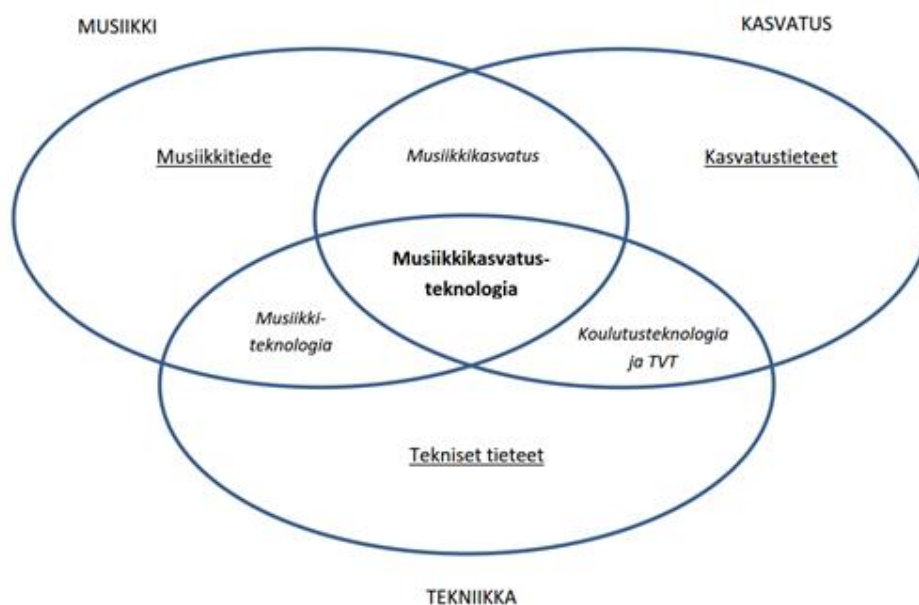 MUSIIKKI
KASVATUS
Musiikkitiede
Musiikkikasvatus
Kasvatustieteet
Musiikkikasvatus-
teknologia
Musiikki-
teknologia
Koulutusteknologia
ja TVT
Tekniset tieteet
TEKNIIKKA